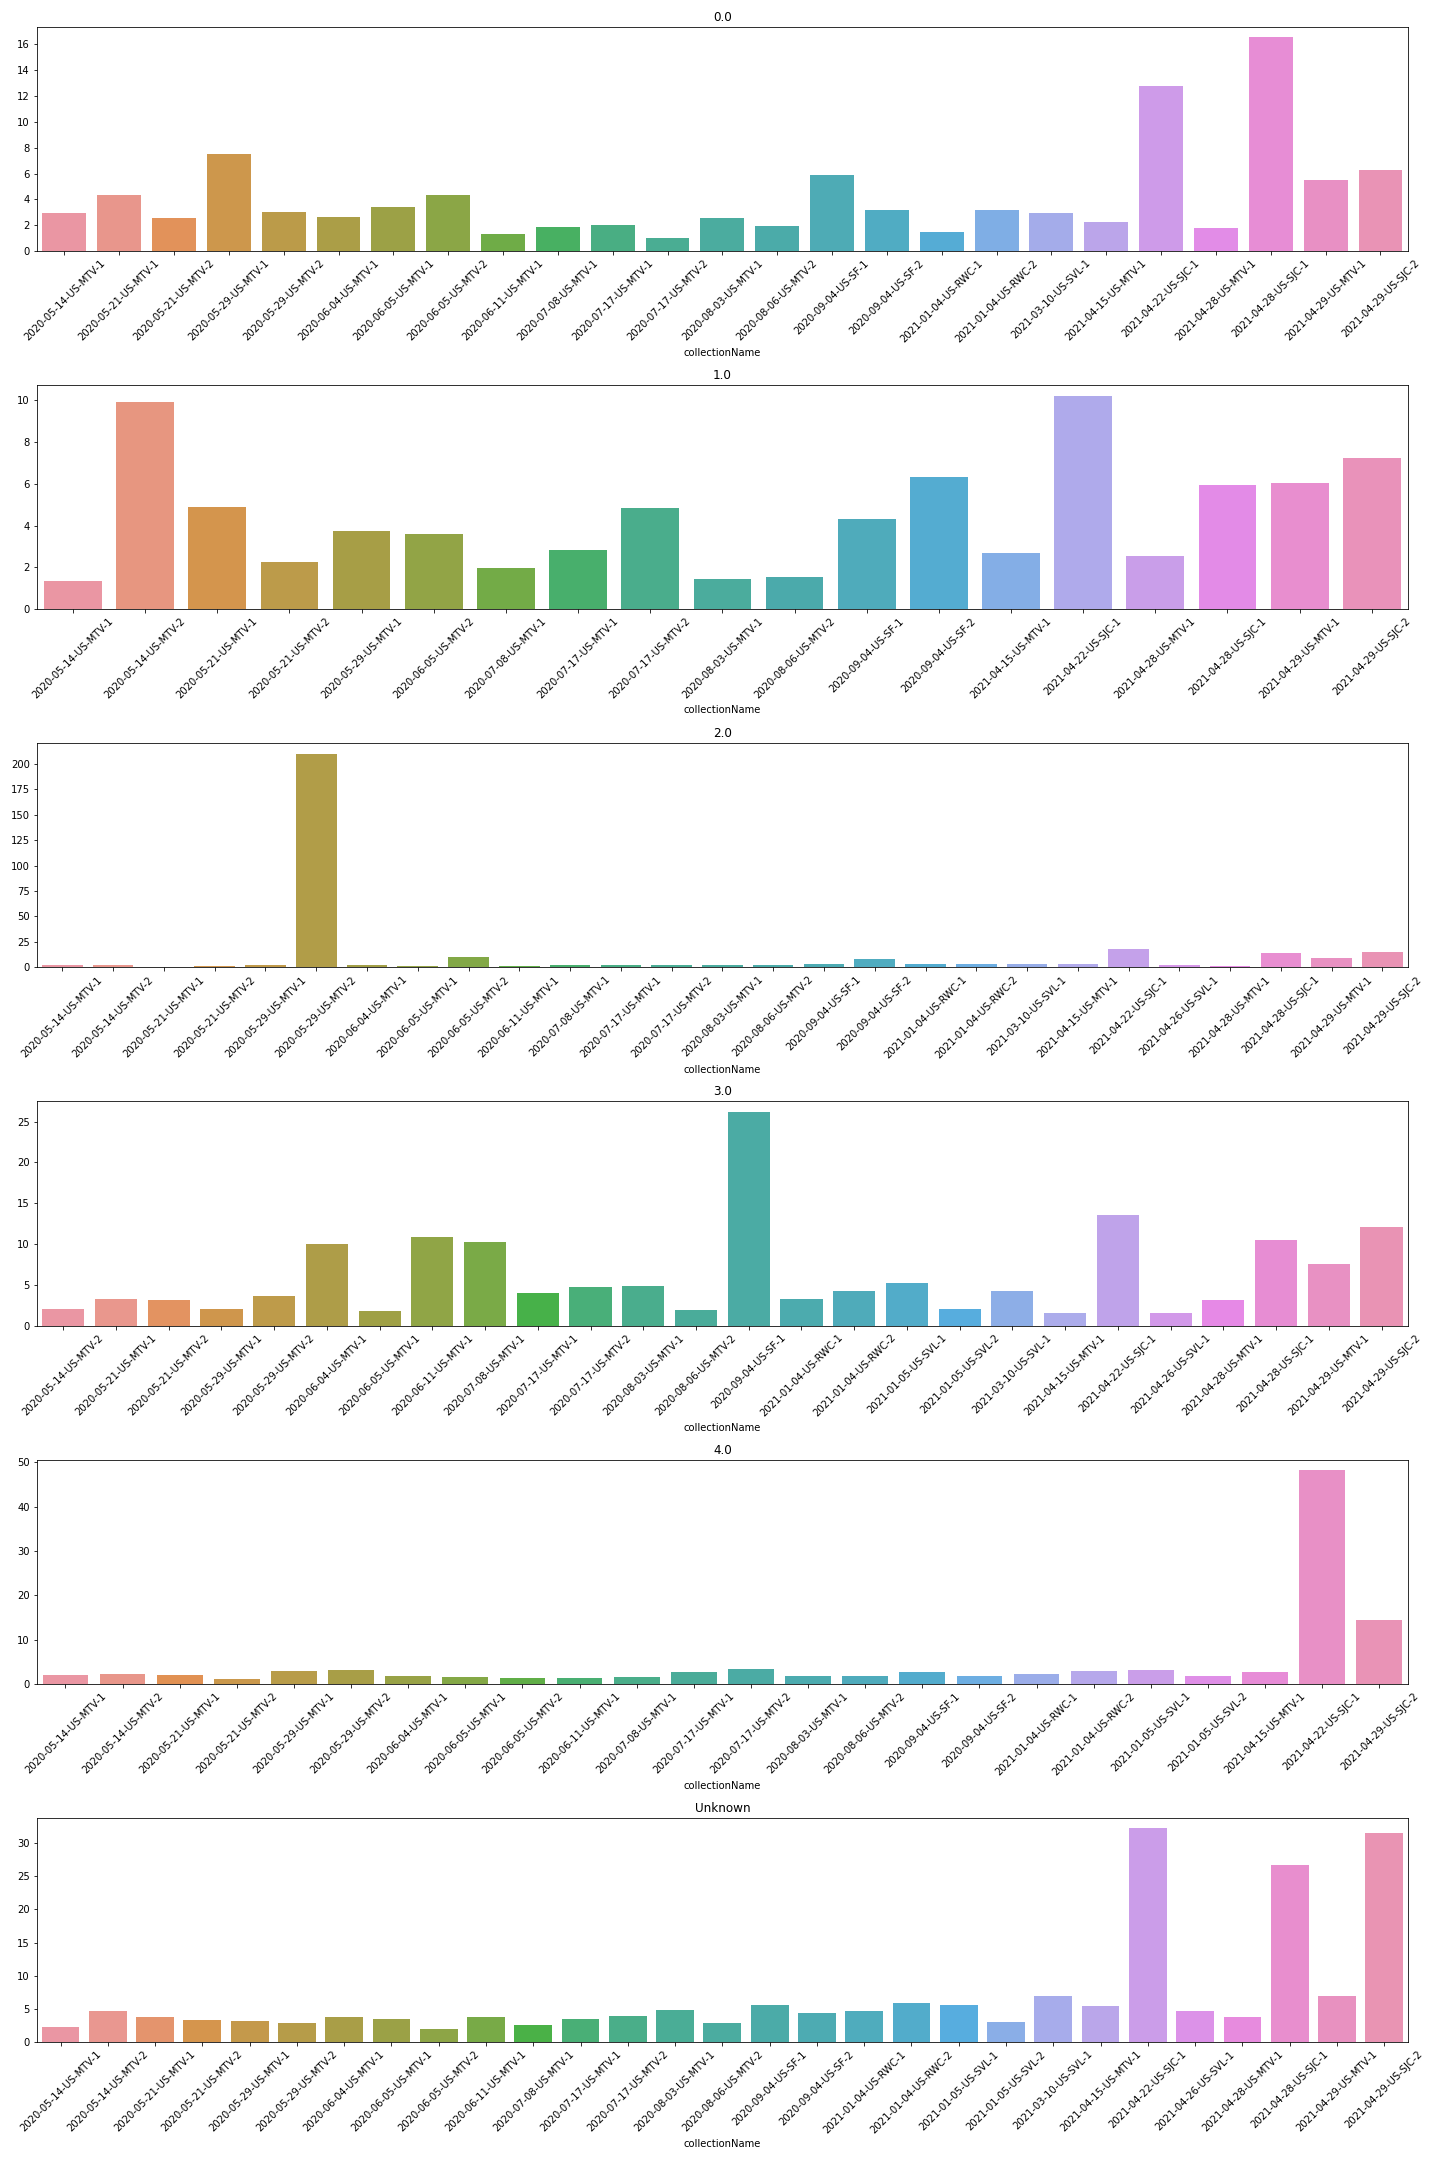 0.0
16
14
12
10
8
6
4
2
0
2020-05-14-US-MTV-1
2020-05-21-US-MTV-1
2020-05-21-US-MTV-2
2020-05-29-US-MTV-1
2020-05-29-US-MTV-2
2020-06-04-US-MTV-1
2020-06-05-US-MTV-1
2020-06-05-US-MTV-2
2020-06-11-US-MTV-1
2020-07-08-US-MTV-1
2020-07-17-US-MTV-1
2020-07-17-US-MTV-2
2020-08-03-US-MTV-1
2020-08-06-US-MTV-2
2020-09-04-US-SF-1
2020-09-04-US-SF-2
2021-01-04-US-RWC-1
2021-01-04-US-RWC-2
2021-03-10-US-SVL-1
2021-04-15-US-MTV-1
2021-04-22-US-SJC-1
2021-04-28-US-MTV-1
2021-04-28-US-SJC-1
2021-04-29-US-MTV-1
2021-04-29-US-SJC-2
collectionName
1.0
10
8
6
4
2
0
2020-05-14-US-MTV-1
2020-05-14-US-MTV-2
2020-05-21-US-MTV-1
2020-05-21-US-MTV-2
2020-05-29-US-MTV-1
2020-06-05-US-MTV-2
2020-07-08-US-MTV-1
2020-07-17-US-MTV-1
2020-07-17-US-MTV-2
2020-08-03-US-MTV-1
2020-08-06-US-MTV-2
2020-09-04-US-SF-1
2020-09-04-US-SF-2
2021-04-15-US-MTV-1
2021-04-22-US-SJC-1
2021-04-28-US-MTV-1
2021-04-28-US-SJC-1
2021-04-29-US-MTV-1
2021-04-29-US-SJC-2
collectionName
2.0
200
175
150
125
100
75
50
25
0
2020-05-14-US-MTV-1
2020-05-14-US-MTV-2
2020-05-21-US-MTV-1
2020-05-21-US-MTV-2
2020-05-29-US-MTV-1
2020-05-29-US-MTV-2
2020-06-04-US-MTV-1
2020-06-05-US-MTV-1
2020-06-05-US-MTV-2
2020-06-11-US-MTV-1
2020-07-08-US-MTV-1
2020-07-17-US-MTV-1
2020-07-17-US-MTV-2
2020-08-03-US-MTV-1
2020-08-06-US-MTV-2
2020-09-04-US-SF-1
2020-09-04-US-SF-2
2021-01-04-US-RWC-1
2021-01-04-US-RWC-2
2021-03-10-US-SVL-1
2021-04-15-US-MTV-1
2021-04-22-US-SJC-1
2021-04-26-US-SVL-1
2021-04-28-US-MTV-1
2021-04-28-US-SJC-1
2021-04-29-US-MTV-1
2021-04-29-US-SJC-2
collectionName
3.0
25
20
15
10
5
0
2020-05-14-US-MTV-2
2020-05-21-US-MTV-1
2020-05-21-US-MTV-2
2020-05-29-US-MTV-1
2020-05-29-US-MTV-2
2020-06-04-US-MTV-1
2020-06-05-US-MTV-1
2020-06-11-US-MTV-1
2020-07-08-US-MTV-1
2020-07-17-US-MTV-1
2020-07-17-US-MTV-2
2020-08-03-US-MTV-1
2020-08-06-US-MTV-2
2020-09-04-US-SF-1
2021-01-04-US-RWC-1
2021-01-04-US-RWC-2
2021-01-05-US-SVL-1
2021-01-05-US-SVL-2
2021-03-10-US-SVL-1
2021-04-15-US-MTV-1
2021-04-22-US-SJC-1
2021-04-26-US-SVL-1
2021-04-28-US-MTV-1
2021-04-28-US-SJC-1
2021-04-29-US-MTV-1
2021-04-29-US-SJC-2
collectionName
4.0
50
40
30
20
10
0
2020-05-14-US-MTV-1
2020-05-14-US-MTV-2
2020-05-21-US-MTV-1
2020-05-21-US-MTV-2
2020-05-29-US-MTV-1
2020-05-29-US-MTV-2
2020-06-04-US-MTV-1
2020-06-05-US-MTV-1
2020-06-05-US-MTV-2
2020-06-11-US-MTV-1
2020-07-08-US-MTV-1
2020-07-17-US-MTV-1
2020-07-17-US-MTV-2
2020-08-03-US-MTV-1
2020-08-06-US-MTV-2
2020-09-04-US-SF-1
2020-09-04-US-SF-2
2021-01-04-US-RWC-1
2021-01-04-US-RWC-2
2021-01-05-US-SVL-1
2021-01-05-US-SVL-2
2021-04-15-US-MTV-1
2021-04-22-US-SJC-1
2021-04-29-US-SJC-2
collectionName
Unknown
30
25
20
15
10
5
0
2020-05-14-US-MTV-1
2020-05-14-US-MTV-2
2020-05-21-US-MTV-1
2020-05-21-US-MTV-2
2020-05-29-US-MTV-1
2020-05-29-US-MTV-2
2020-06-04-US-MTV-1
2020-06-05-US-MTV-1
2020-06-05-US-MTV-2
2020-06-11-US-MTV-1
2020-07-08-US-MTV-1
2020-07-17-US-MTV-1
2020-07-17-US-MTV-2
2020-08-03-US-MTV-1
2020-08-06-US-MTV-2
2020-09-04-US-SF-1
2020-09-04-US-SF-2
2021-01-04-US-RWC-1
2021-01-04-US-RWC-2
2021-01-05-US-SVL-1
2021-01-05-US-SVL-2
2021-03-10-US-SVL-1
2021-04-15-US-MTV-1
2021-04-22-US-SJC-1
2021-04-26-US-SVL-1
2021-04-28-US-MTV-1
2021-04-28-US-SJC-1
2021-04-29-US-MTV-1
2021-04-29-US-SJC-2
collectionName